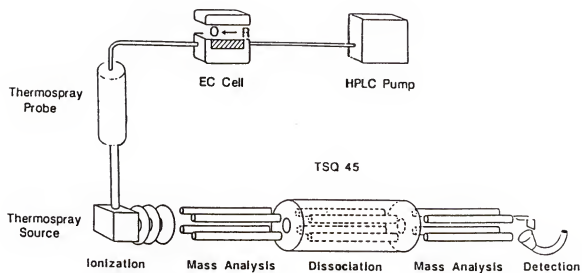 O ← R
EC Cell
HPLC Pump
Thermospray
Probe
TSQ 45
Thermospray
Source
Ionization
Mass Analysis
Dissociation
Mass Analysis
Detection